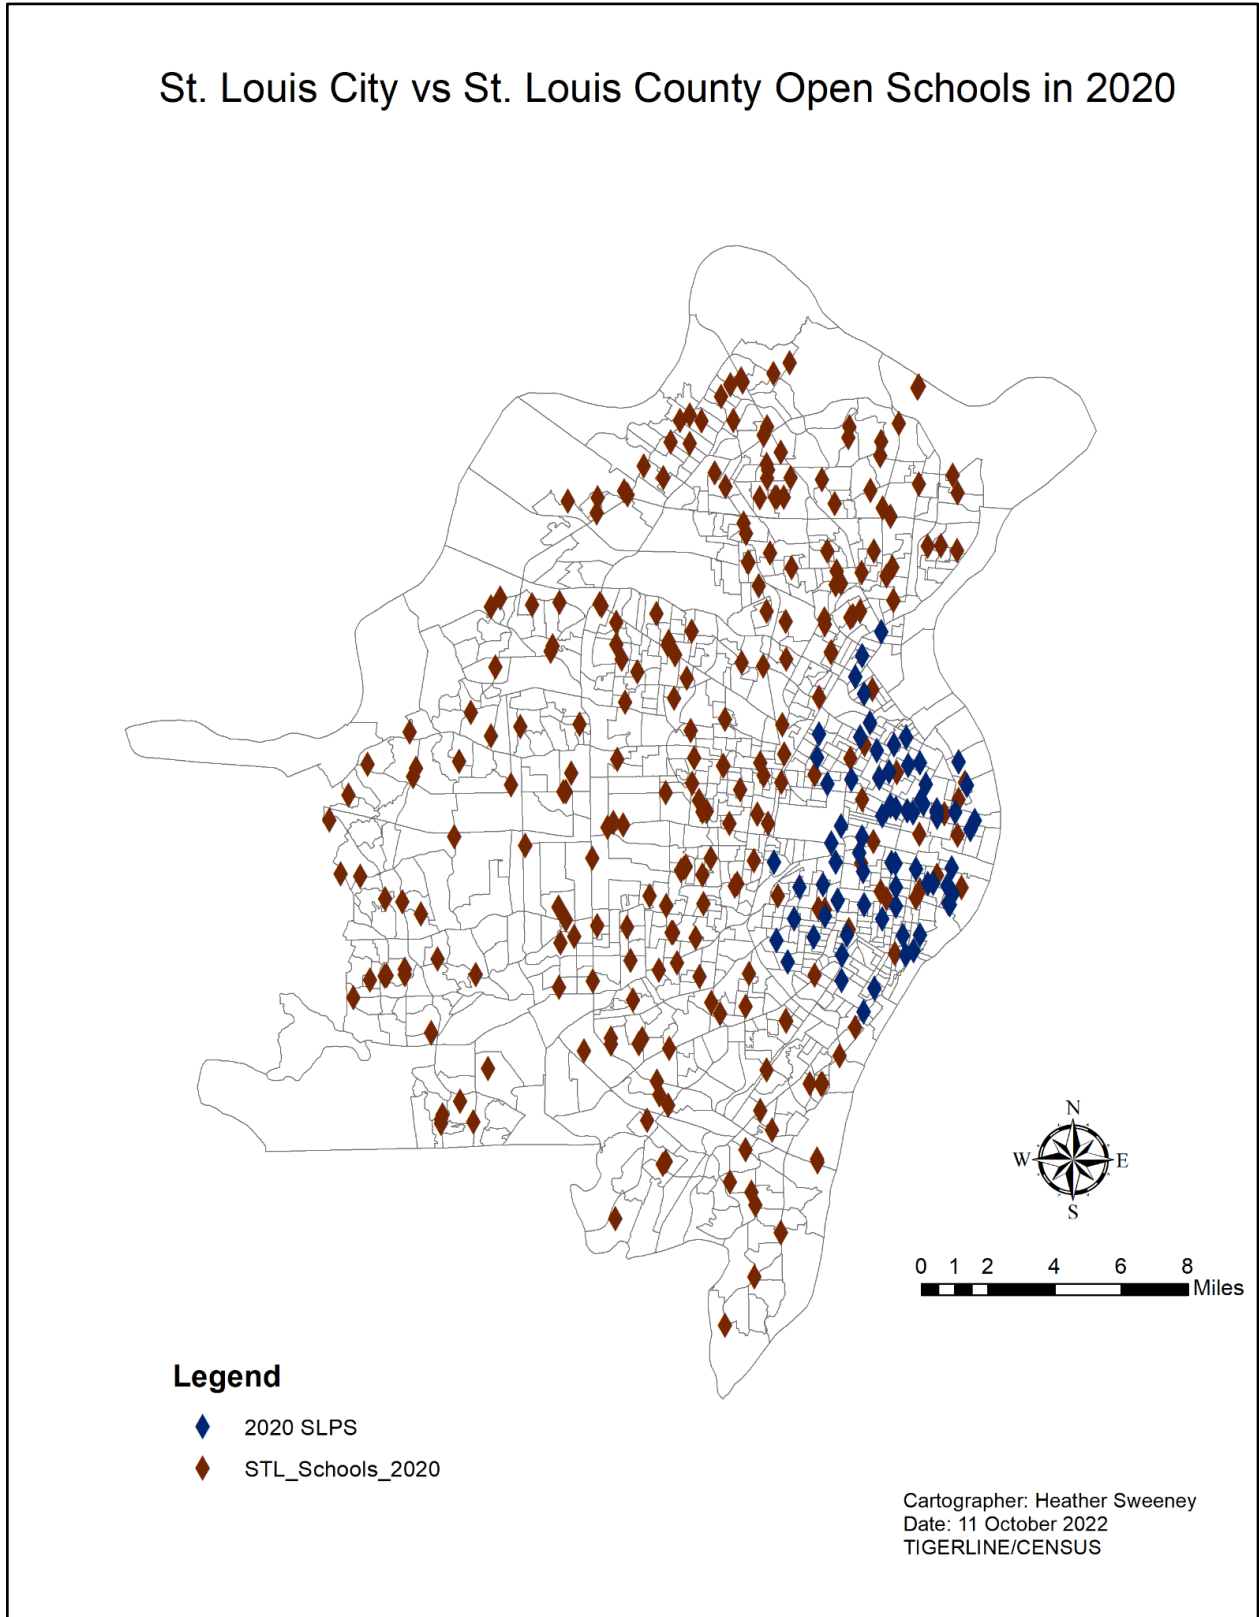 St. Louis City vs St. Louis County Open Schools in 2020
N
W E
S
0 1 2 4 6 8
Miles
Legend
2020 SLPS
STL_Schools_2020
Cartographer: Heather Sweeney
Date: 11 October 2022
TIGERLINE/CENSUS